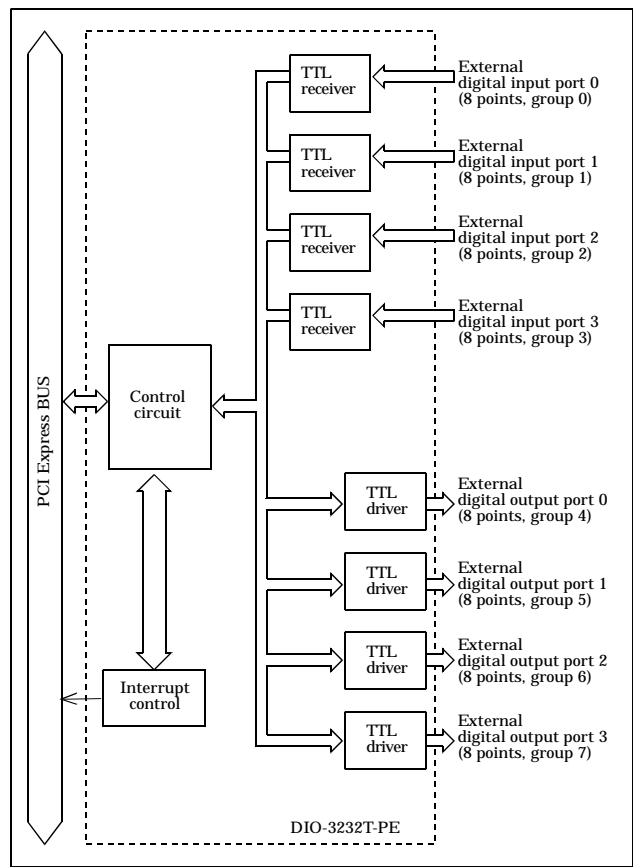 TTL
receiver
External
digital input port 0
(8 points, group 0)
TTL
receiver
External
digital input port 1
(8 points, group 1)
TTL
receiver
External
digital input port 2
(8 points, group 2)
TTL
receiver
External
digital input port 3
(8 points, group 3)
PCI Express BUS
Control
circuit
TTL
driver
External
digital output port 0
(8 points, group 4)
TTL
driver
External
digital output port 1
(8 points, group 5)
TTL
driver
External
digital output port 2
(8 points, group 6)
Interrupt
control
TTL
driver
External
digital output port 3
(8 points, group 7)
DIO-3232T-PE